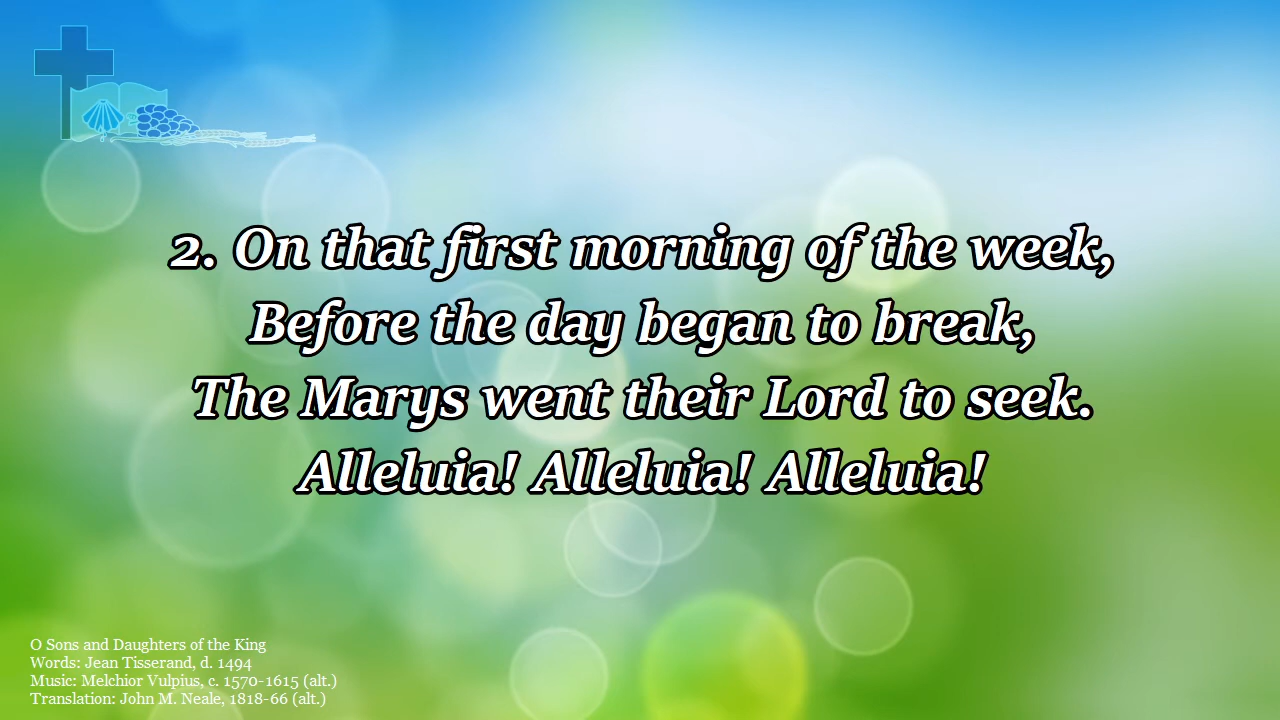 2. On that first morning of the week,
Before the day began to break,
The Marys went their Lord to seek.
Alleluia! Alleluia! Alleluia!
O Sons and Daughters of the King
Words: Jean Tisserand, d. 1494
Music: Melchior Vulpius, c. 1570-1615 (alt.)
Translation: John M. Neale, 1818-66 (alt.)